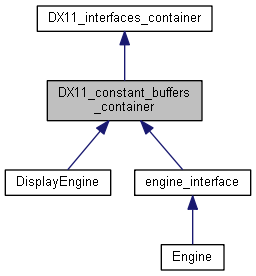 DX11_interfaces_container
DX11_constant_buffers
_container
DisplayEngine
engine_interface
Engine